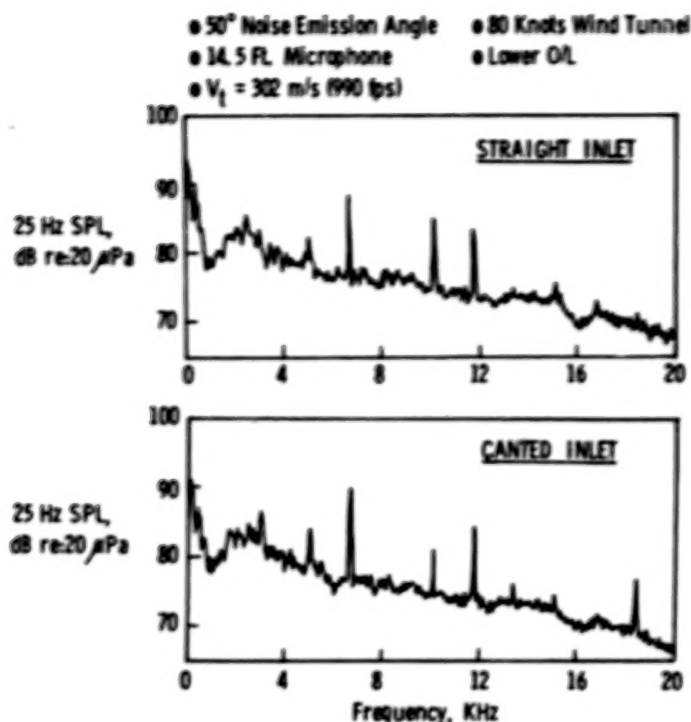 • 50° Noise Emission Angle • 80 Knots Wind Tunnel
• 14.5 Ft. Microphone • Lower O/L
• Vt = 302 m/s (990 fps)
100
STRAIGHT INLET
90
25 Hz SPL,
dB re:20 µPa
80
70
0 4 8 12 16 20
100
CANTED INLET
90
25 Hz SPL,
dB re:20 µPa
80
70
0 4 8 12 16 20
Frequency, KHz